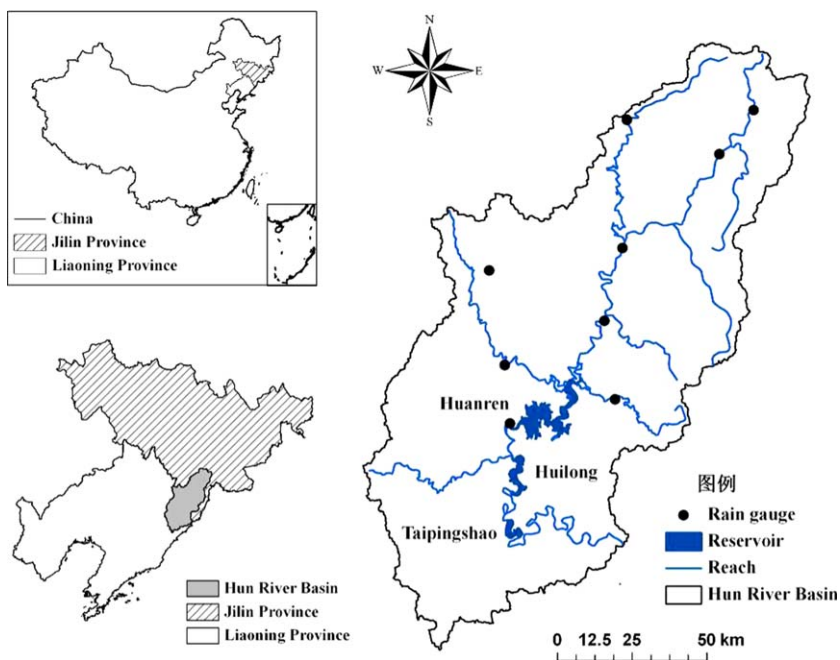 N
W
E
S
China
Jilin Province
Liaoning Province
Huanren
Huilong
Taipingshao
图例
Rain gauge
Reservoir
Reach
Hun River Basin
Hun River Basin
Jilin Province
Liaoning Province
0 12.5 25 50 km